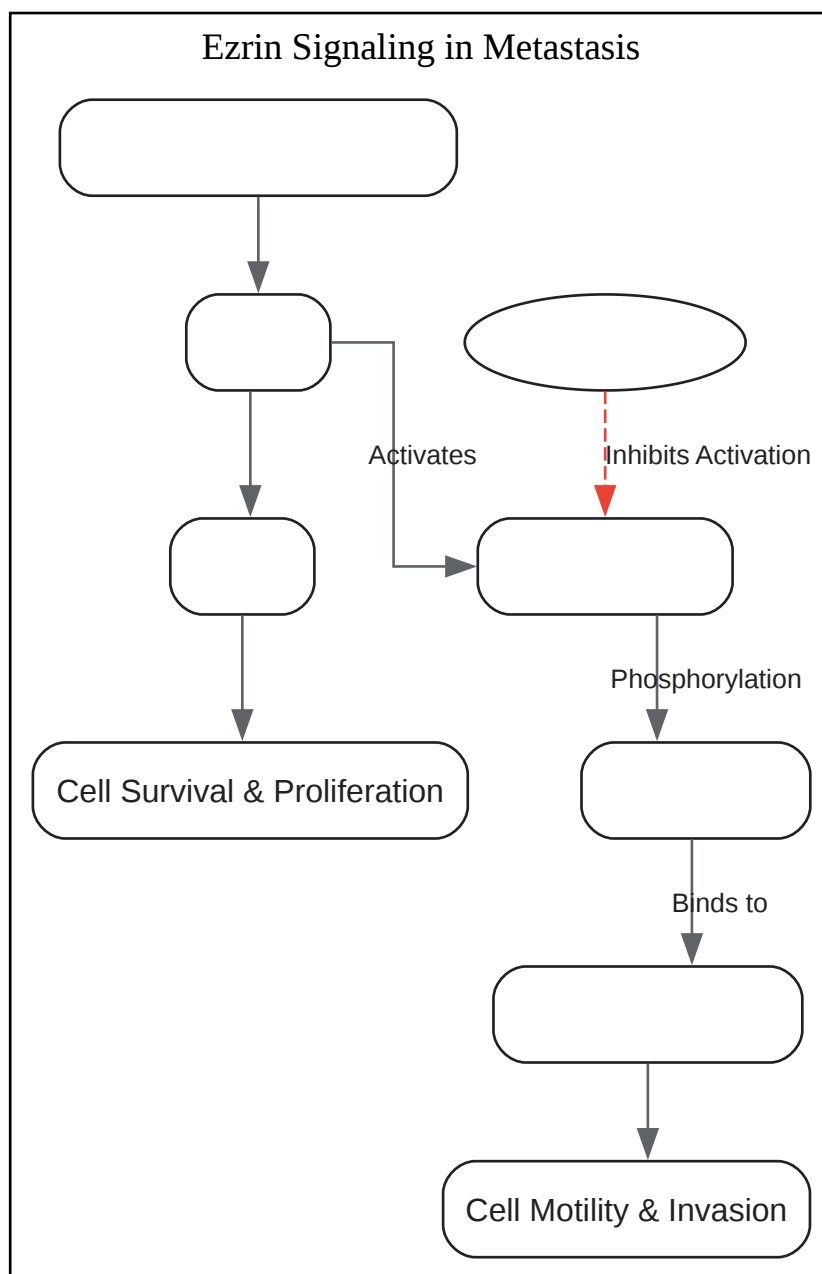 Ezrin Signaling in Metastasis
Activates
Inhibits Activation
Phosphorylation
Cell Survival & Proliferation
Binds to
Cell Motility & Invasion